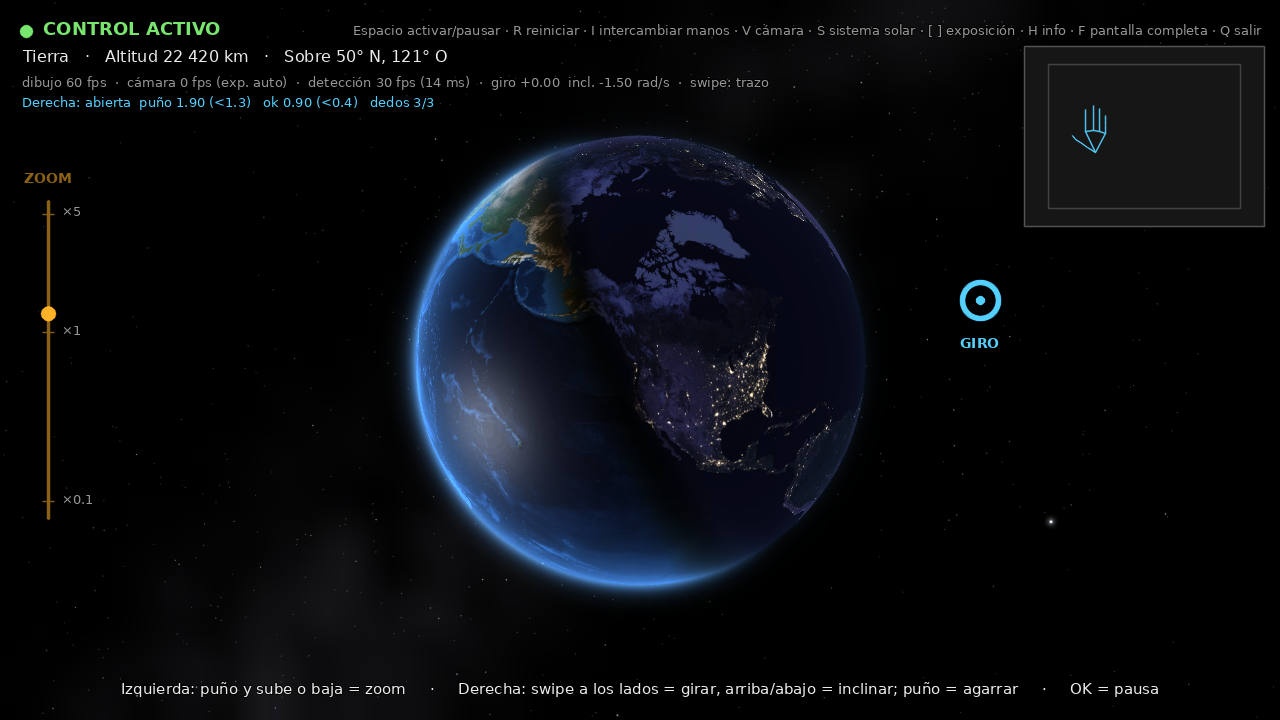 CONTROL ACTIVO
Espacio activar/pausar · R reiniciar · I intercambiar manos · V cámara · S sistema solar · [ ] exposición · H info · F pantalla completa · Q salir
Tierra · Altitud 22 420 km · Sobre 50° N, 121° O
dibujo 60 fps · cámara 0 fps (exp. auto) · detección 30 fps (14 ms) · giro +0.00 incl. -1.50 rad/s · swipe: trazo
Derecha: abierta puño 1.90 (<1.3) ok 0.90 (<0.4) dedos 3/3
ZOOM
×5
×1
×0.1
GIRO
Izquierda: puño y sube o baja = zoom · Derecha: swipe a los lados = girar, arriba/abajo = inclinar; puño = agarrar · OK = pausa